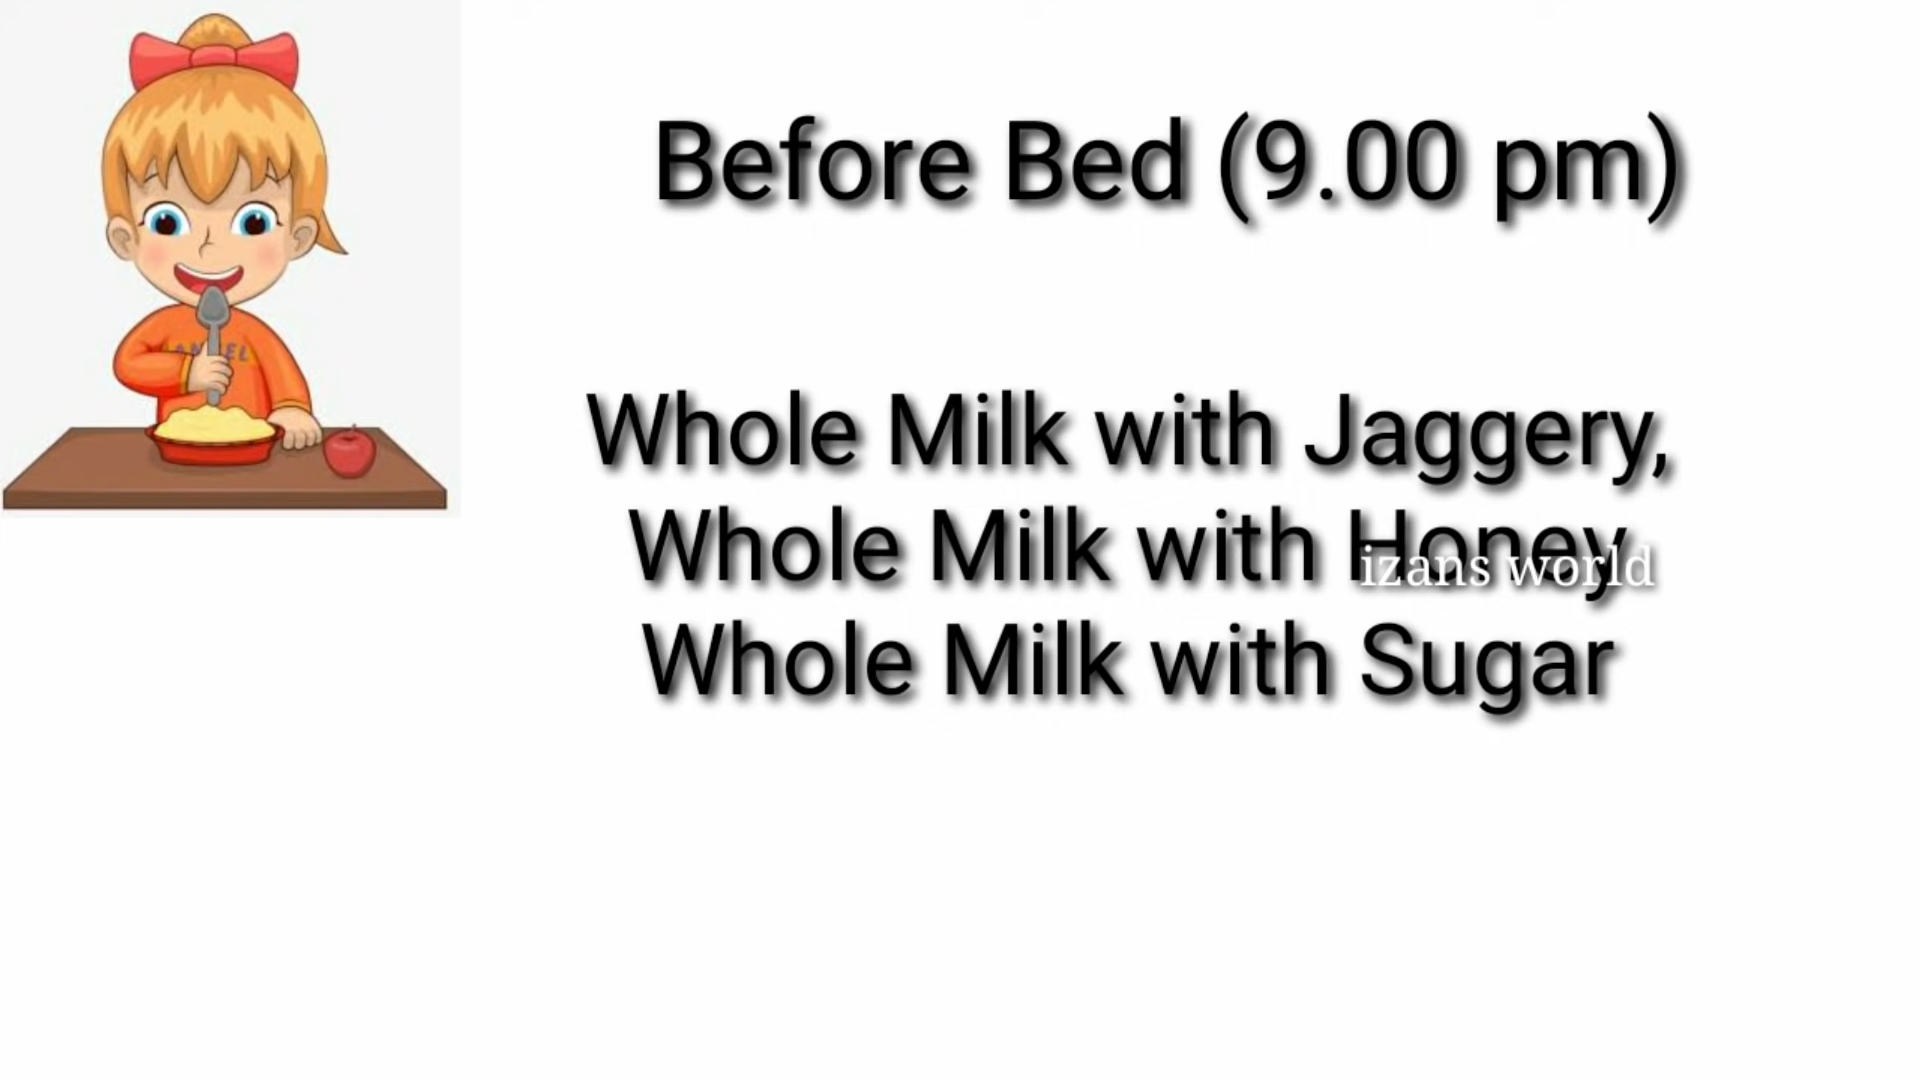 Before Bed (9.00 pm)
Whole Milk with Jaggery,
Whole Milk with Honey
izans world
Whole Milk with Sugar